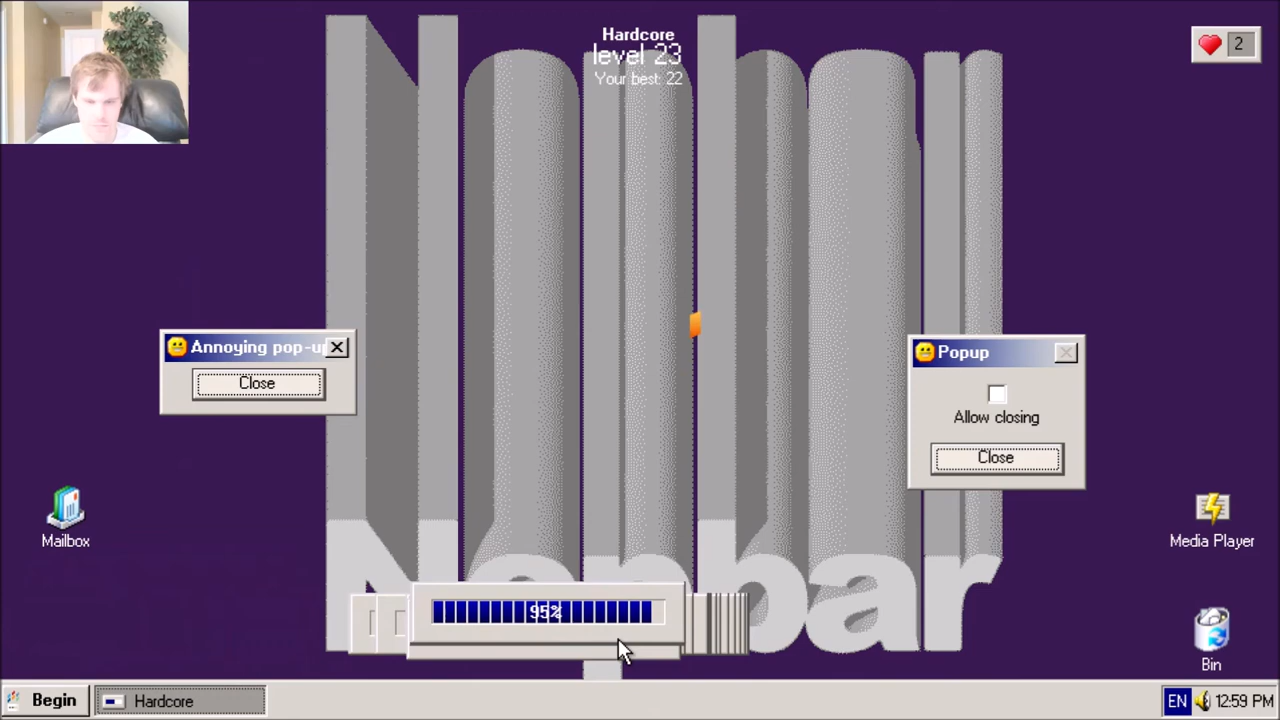 Hardcore
level 23
Your best: 22
2
Annoying pop-u
Close
Popup
Allow closing
Close
Mailbox
Media Player
Nonbar
95%
Bin
Begin
Hardcore
EN
12:59 PM